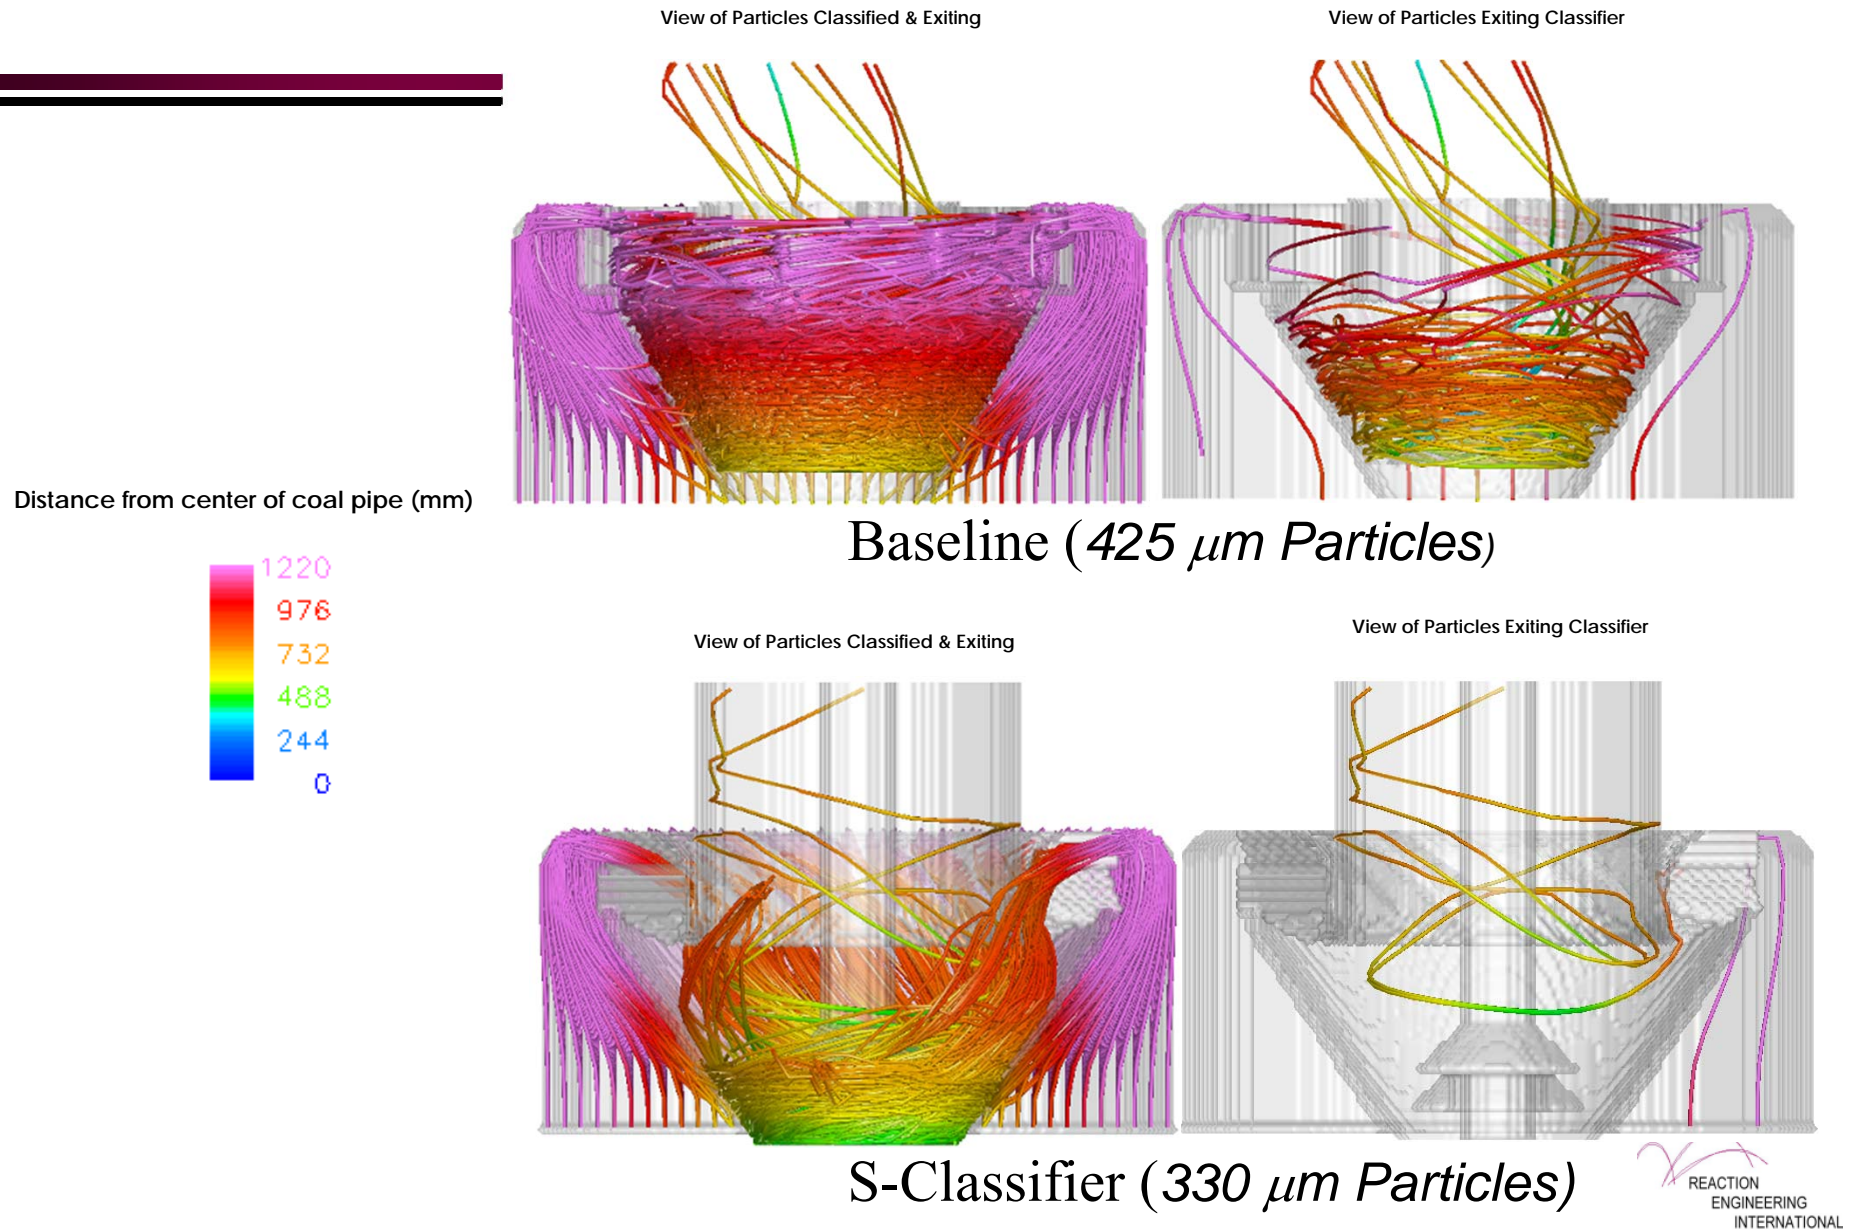 View of Particles Classified & Exiting
View of Particles Exiting Classifier
Distance from center of coal pipe (mm)
1220
976
732
488
244
0
Baseline (425 μm Particles)
View of Particles Classified & Exiting
View of Particles Exiting Classifier
S-Classifier (330 μm Particles)
REACTION
ENGINEERING
INTERNATIONAL